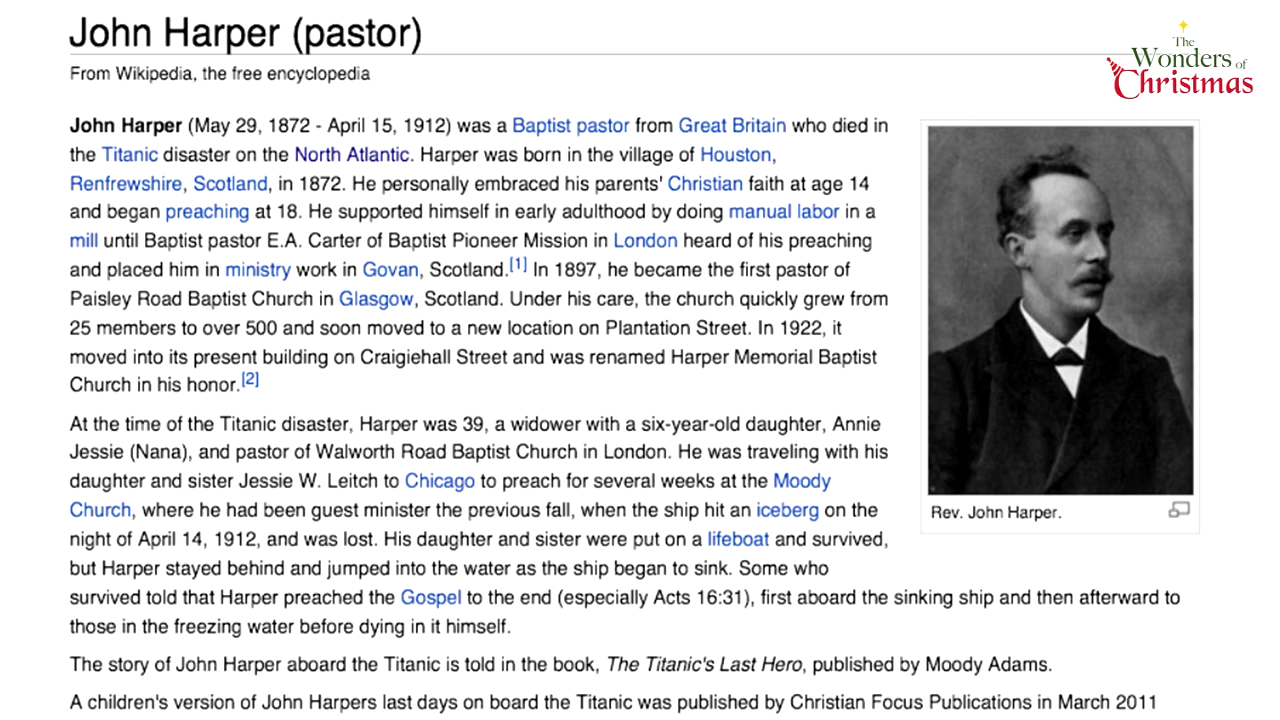 John Harper (pastor)
The
Wonders of
Christmas
From Wikipedia, the free encyclopedia
John Harper (May 29, 1872 - April 15, 1912) was a Baptist pastor from Great Britain who died in
the Titanic disaster on the North Atlantic. Harper was born in the village of Houston,
Renfrewshire, Scotland, in 1872. He personally embraced his parents' Christian faith at age 14
and began preaching at 18. He supported himself in early adulthood by doing manual labor in a
mill until Baptist pastor E.A. Carter of Baptist Pioneer Mission in London heard of his preaching
and placed him in ministry work in Govan, Scotland.[1] In 1897, he became the first pastor of
Paisley Road Baptist Church in Glasgow, Scotland. Under his care, the church quickly grew from
25 members to over 500 and soon moved to a new location on Plantation Street. In 1922, it
moved into its present building on Craigiehall Street and was renamed Harper Memorial Baptist
Church in his honor.[2]
At the time of the Titanic disaster, Harper was 39, a widower with a six-year-old daughter, Annie
Jessie (Nana), and pastor of Walworth Road Baptist Church in London. He was traveling with his
daughter and sister Jessie W. Leitch to Chicago to preach for several weeks at the Moody
Church, where he had been guest minister the previous fall, when the ship hit an iceberg on the
night of April 14, 1912, and was lost. His daughter and sister were put on a lifeboat and survived,
but Harper stayed behind and jumped into the water as the ship began to sink. Some who
survived told that Harper preached the Gospel to the end (especially Acts 16:31), first aboard the sinking ship and then afterward to
those in the freezing water before dying in it himself.
Rev. John Harper.
The story of John Harper aboard the Titanic is told in the book, The Titanic's Last Hero, published by Moody Adams.
A children's version of John Harpers last days on board the Titanic was published by Christian Focus Publications in March 2011